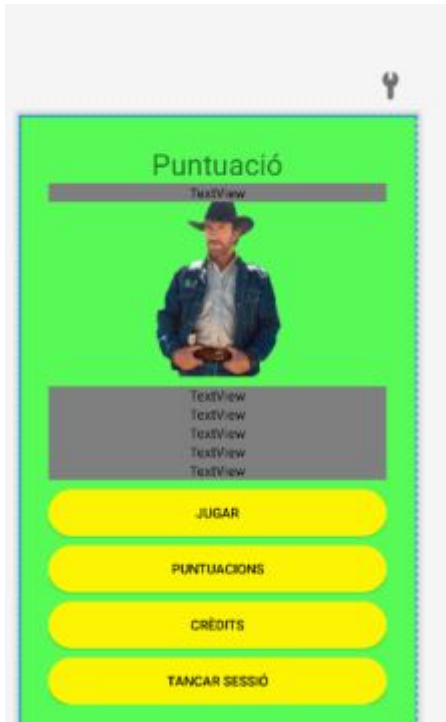 Puntuació
TextView
TextView
TextView
TextView
TextView
TextView
JUGAR
PUNTUACIONS
CRÈDITS
TANCAR SESSIÓ